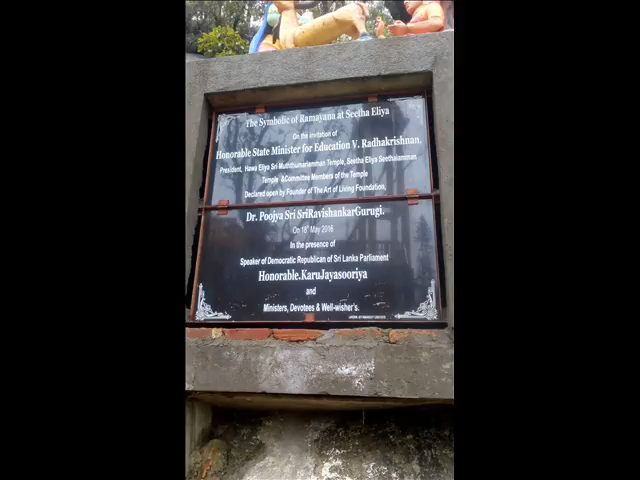 The Symbolic of Ramayaua at Seetha Eliya
On the invitation of
Honorable State Minister for Education V. Radhakrishnan.
President, Hawa Eliya Sri Muththumariamman Temple, Seetha Eliya Seethaiamman
Temple &Committee Members of the Temple
Declared open by Founder of The Art of Living Foundation,
Dr. Poojya Sri SriRavishankarGurugi.
On 18th May 2016
In the presence of
Speaker of Democratic Republican of Sri Lanka Parliament
Honorable.KaruJayasooriya
and
Ministers, Devotees & Well-wisher's.